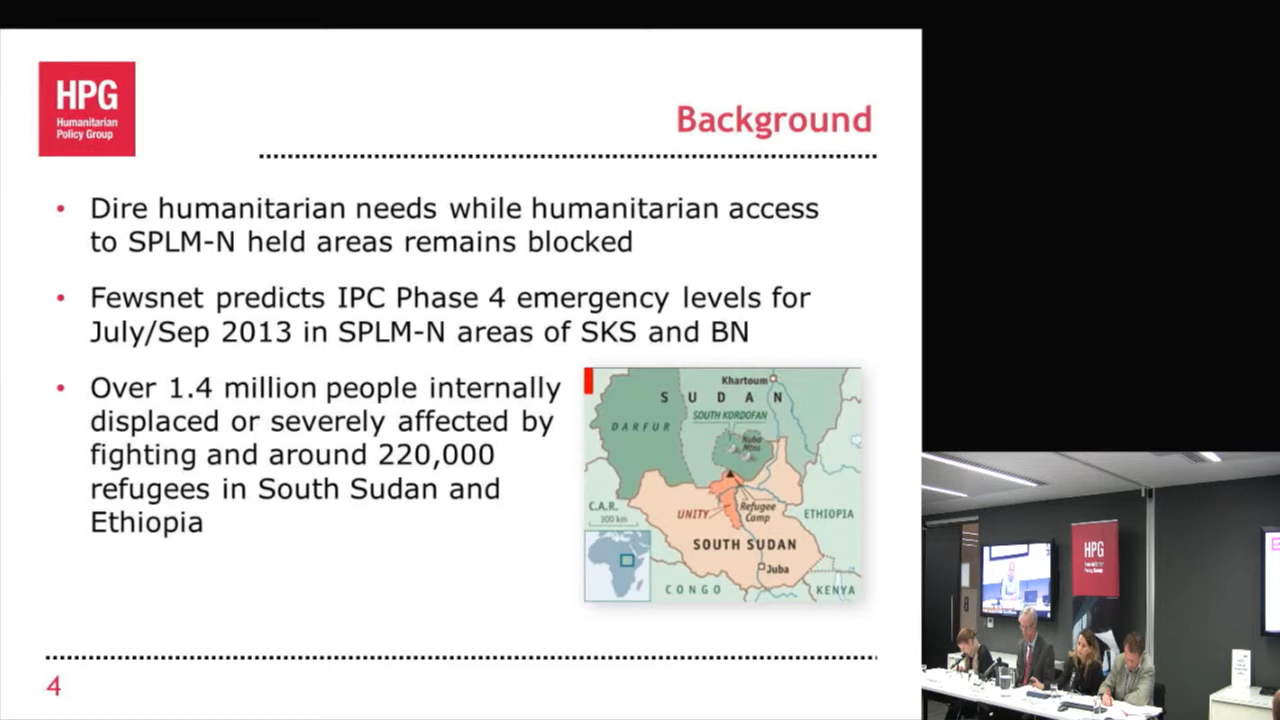 HPG
Humanitarian
Policy Group
Background
• Dire humanitarian needs while humanitarian access
to SPLM-N held areas remains blocked
• Fewsnet predicts IPC Phase 4 emergency levels for
July/Sep 2013 in SPLM-N areas of SKS and BN
• Over 1.4 million people internally
displaced or severely affected by
fighting and around 220,000
refugees in South Sudan and
Ethiopia
Khartoum
SUDAN
SOUTH KORDOFAN
DARFUR
Nuba
Mtns
C.A.R.
300 km
UNITY
Refugee
Camp
ETHIOPIA
SOUTH SUDAN
Juba
CONGO
KENYA
4
HPG